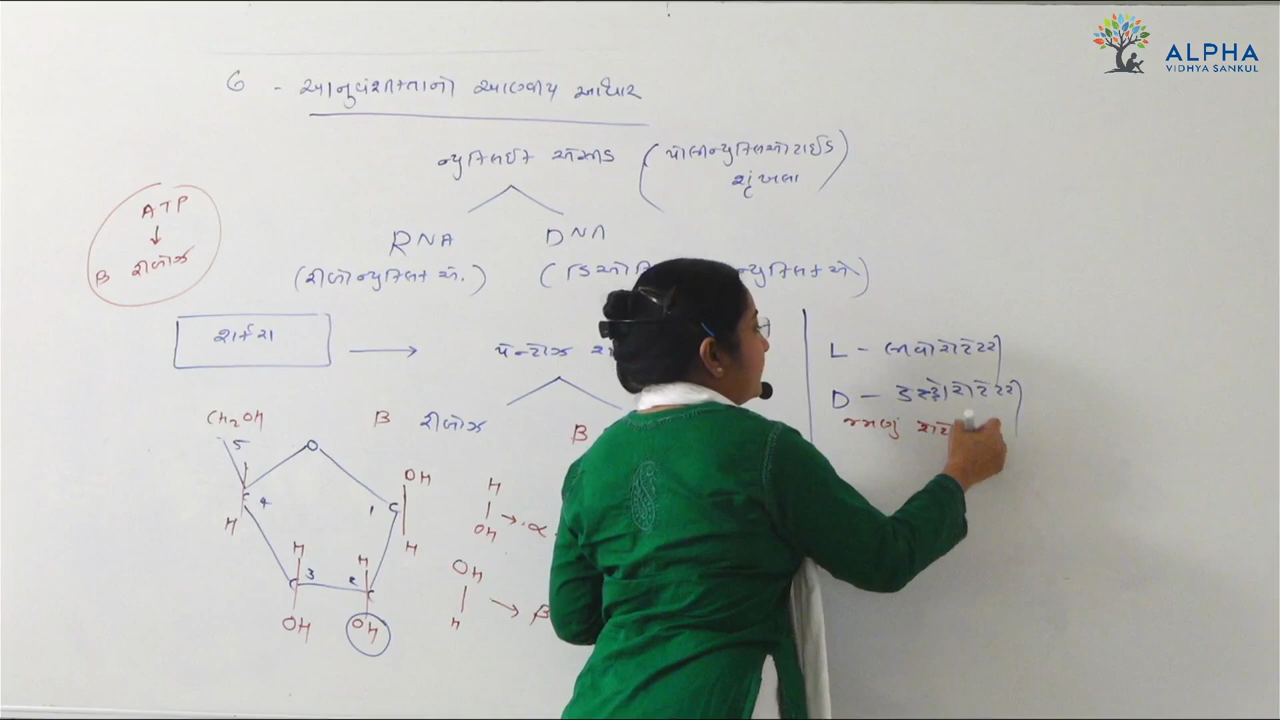 ALPHA
VIDHYA SANKUL
6 - આનુવંશીકતાનો આણ્વીય આધાર
ન્યુક્લિઈક એસીડ (પોલીન્યુક્લિઓટાઈડ
શૃંખલા)
ATP
↓
B રીબોઝ
RNA DNA
(રીબોન્યુક્લિક એ.) (ડિઓ ન્યુક્લિક એ)
શર્કરા → પેન્ટોઝ
L - લાવોરોટેટરી
D - ડેક્સ્ટ્રોરોટેટરી
જમણું
B રીબોઝ B
CH2OH
5 O
4 C 1 C OH
H H
H 3 C H 2 C
OH OH
H
OH → α
OH
H → β